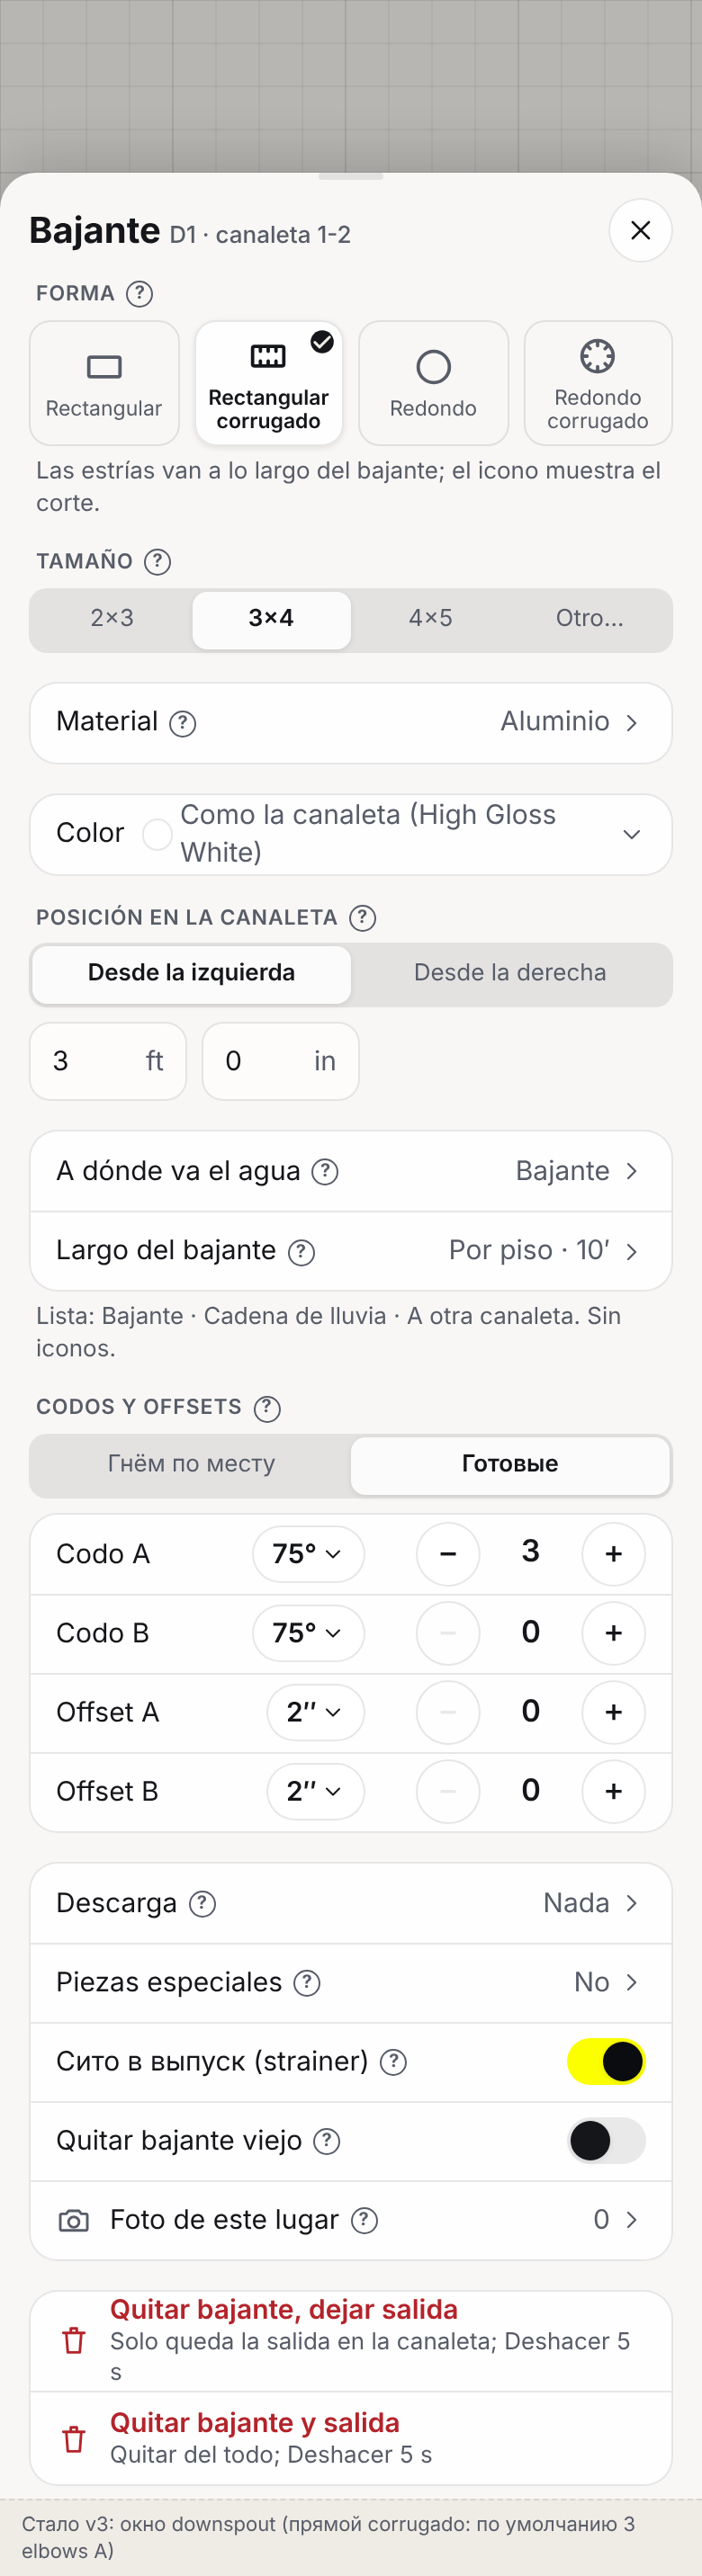 Bajante D1 · canaleta 1-2
FORMA ?
Rectangular
Rectangular
corrugado
Redondo
Redondo
corrugado
Las estrías van a lo largo del bajante; el icono muestra el
corte.
TAMAÑO ?
2×3 3×4 4×5 Otro...
Material ? Aluminio
Color Como la canaleta (High Gloss
White)
POSICIÓN EN LA CANALETA ?
Desde la izquierda Desde la derecha
3 ft 0 in
A dónde va el agua ? Bajante
Largo del bajante ? Por piso · 10′
Lista: Bajante · Cadena de lluvia · A otra canaleta. Sin
iconos.
CODOS Y OFFSETS ?
Гнём по месту Готовые
Codo A 75° − 3 +
Codo B 75° − 0 +
Offset A 2″ − 0 +
Offset B 2″ − 0 +
Descarga ? Nada
Piezas especiales ? No
Сито в выпуск (strainer) ?
Quitar bajante viejo ?
Foto de este lugar ? 0
Quitar bajante, dejar salida
Solo queda la salida en la canaleta; Deshacer 5
s
Quitar bajante y salida
Quitar del todo; Deshacer 5 s
Стало v3: окно downspout (прямой corrugado: по умолчанию 3
elbows A)